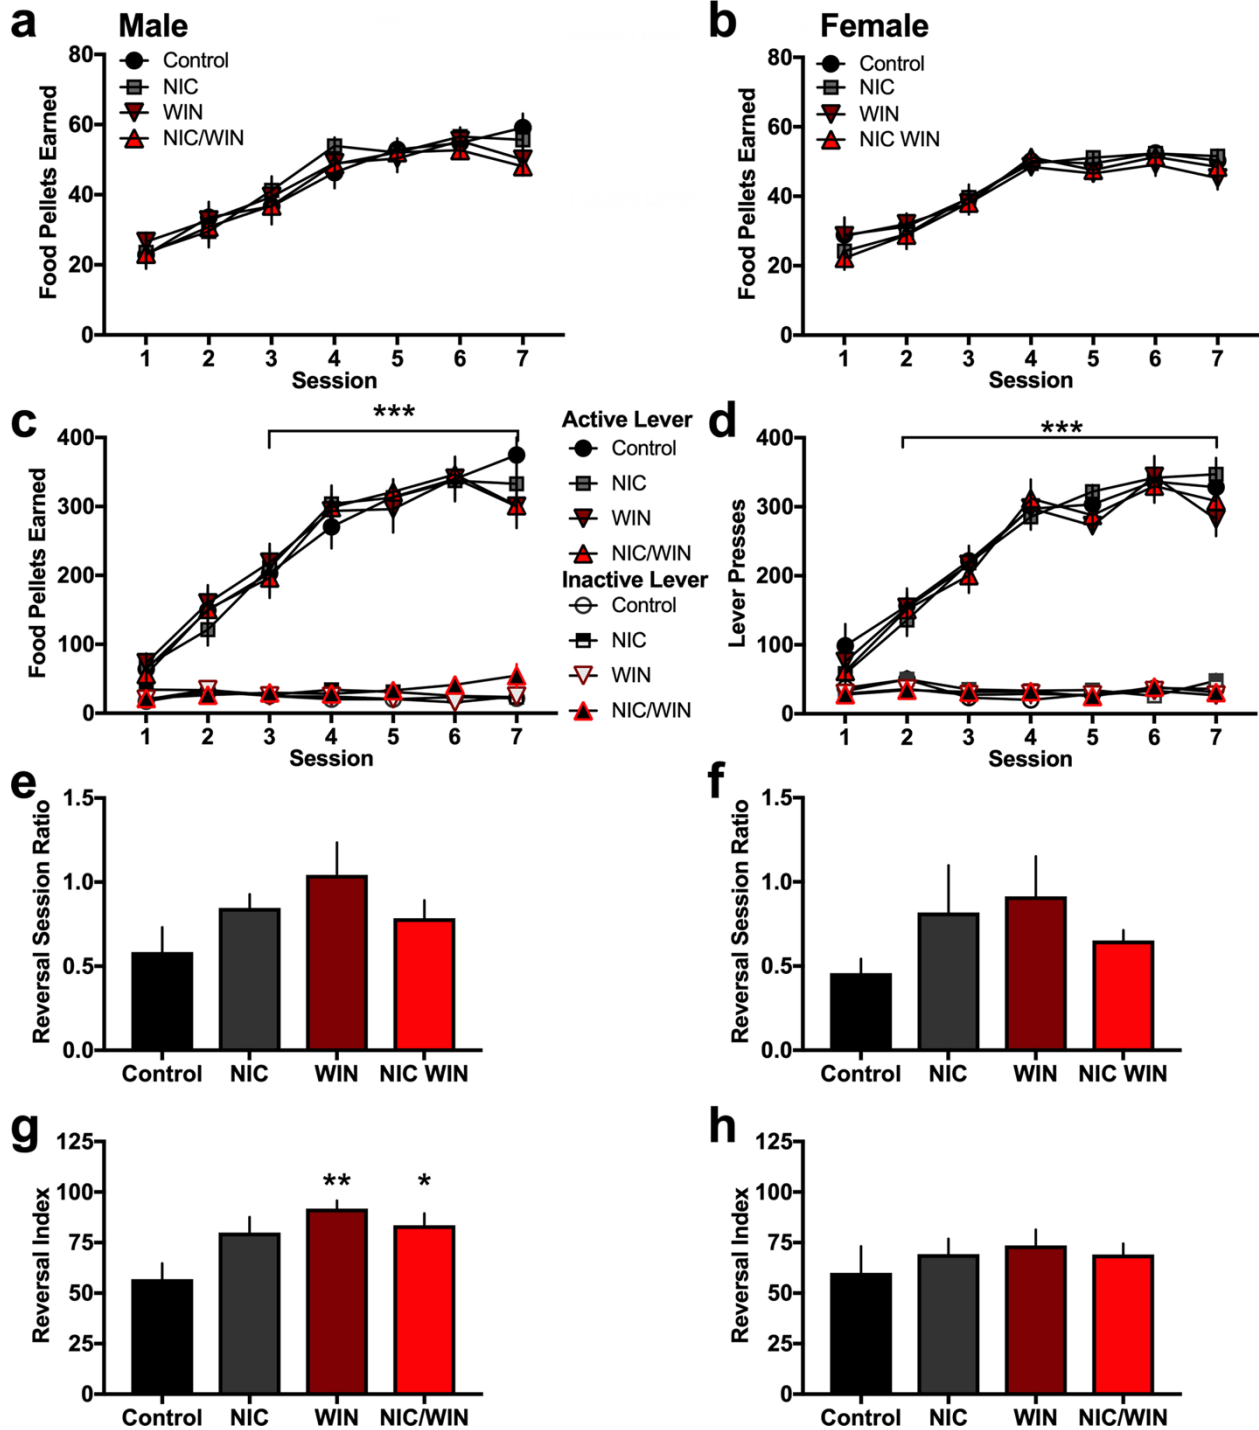 a Male
80
60
40
20
0
Food Pellets Earned
Control
NIC
WIN
NIC/WIN
1 2 3 4 5 6 7
Session
b Female
80
60
40
20
0
Food Pellets Earned
Control
NIC
WIN
NIC WIN
1 2 3 4 5 6 7
Session
c
***
400
300
200
100
0
Food Pellets Earned
1 2 3 4 5 6 7
Session
Active Lever
Control
NIC
WIN
NIC/WIN
Inactive Lever
Control
NIC
WIN
NIC/WIN
d
***
400
300
200
100
0
Lever Presses
1 2 3 4 5 6 7
Session
e
1.5
1.0
0.5
0.0
Reversal Session Ratio
Control NIC WIN NIC WIN
f
1.5
1.0
0.5
0.0
Reversal Session Ratio
Control NIC WIN NIC WIN
g
125
100
75
50
25
0
Reversal Index
** *
Control NIC WIN NIC/WIN
h
125
100
75
50
25
0
Reversal Index
Control NIC WIN NIC/WIN